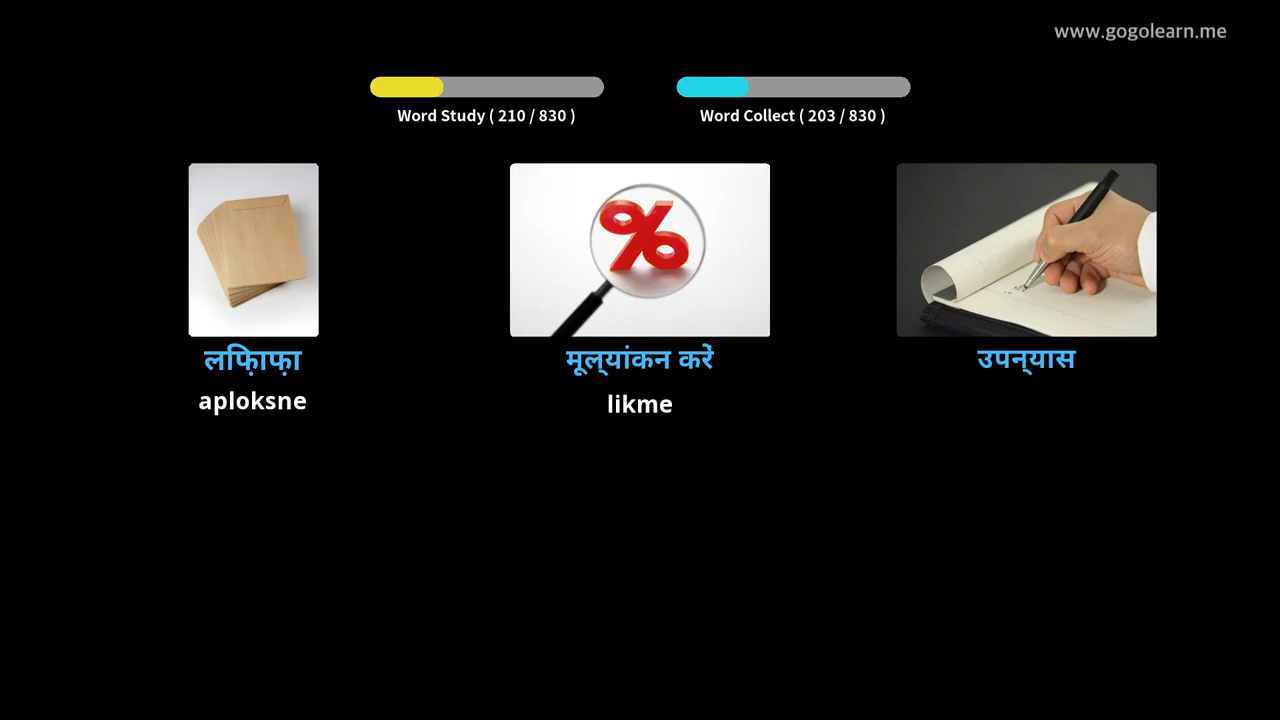 www.gogolearn.me
Word Study ( 210 / 830 )
Word Collect ( 203 / 830 )
लफ़िाफ़ा
मूल्यांकन करें
उपन्यास
aploksne
likme